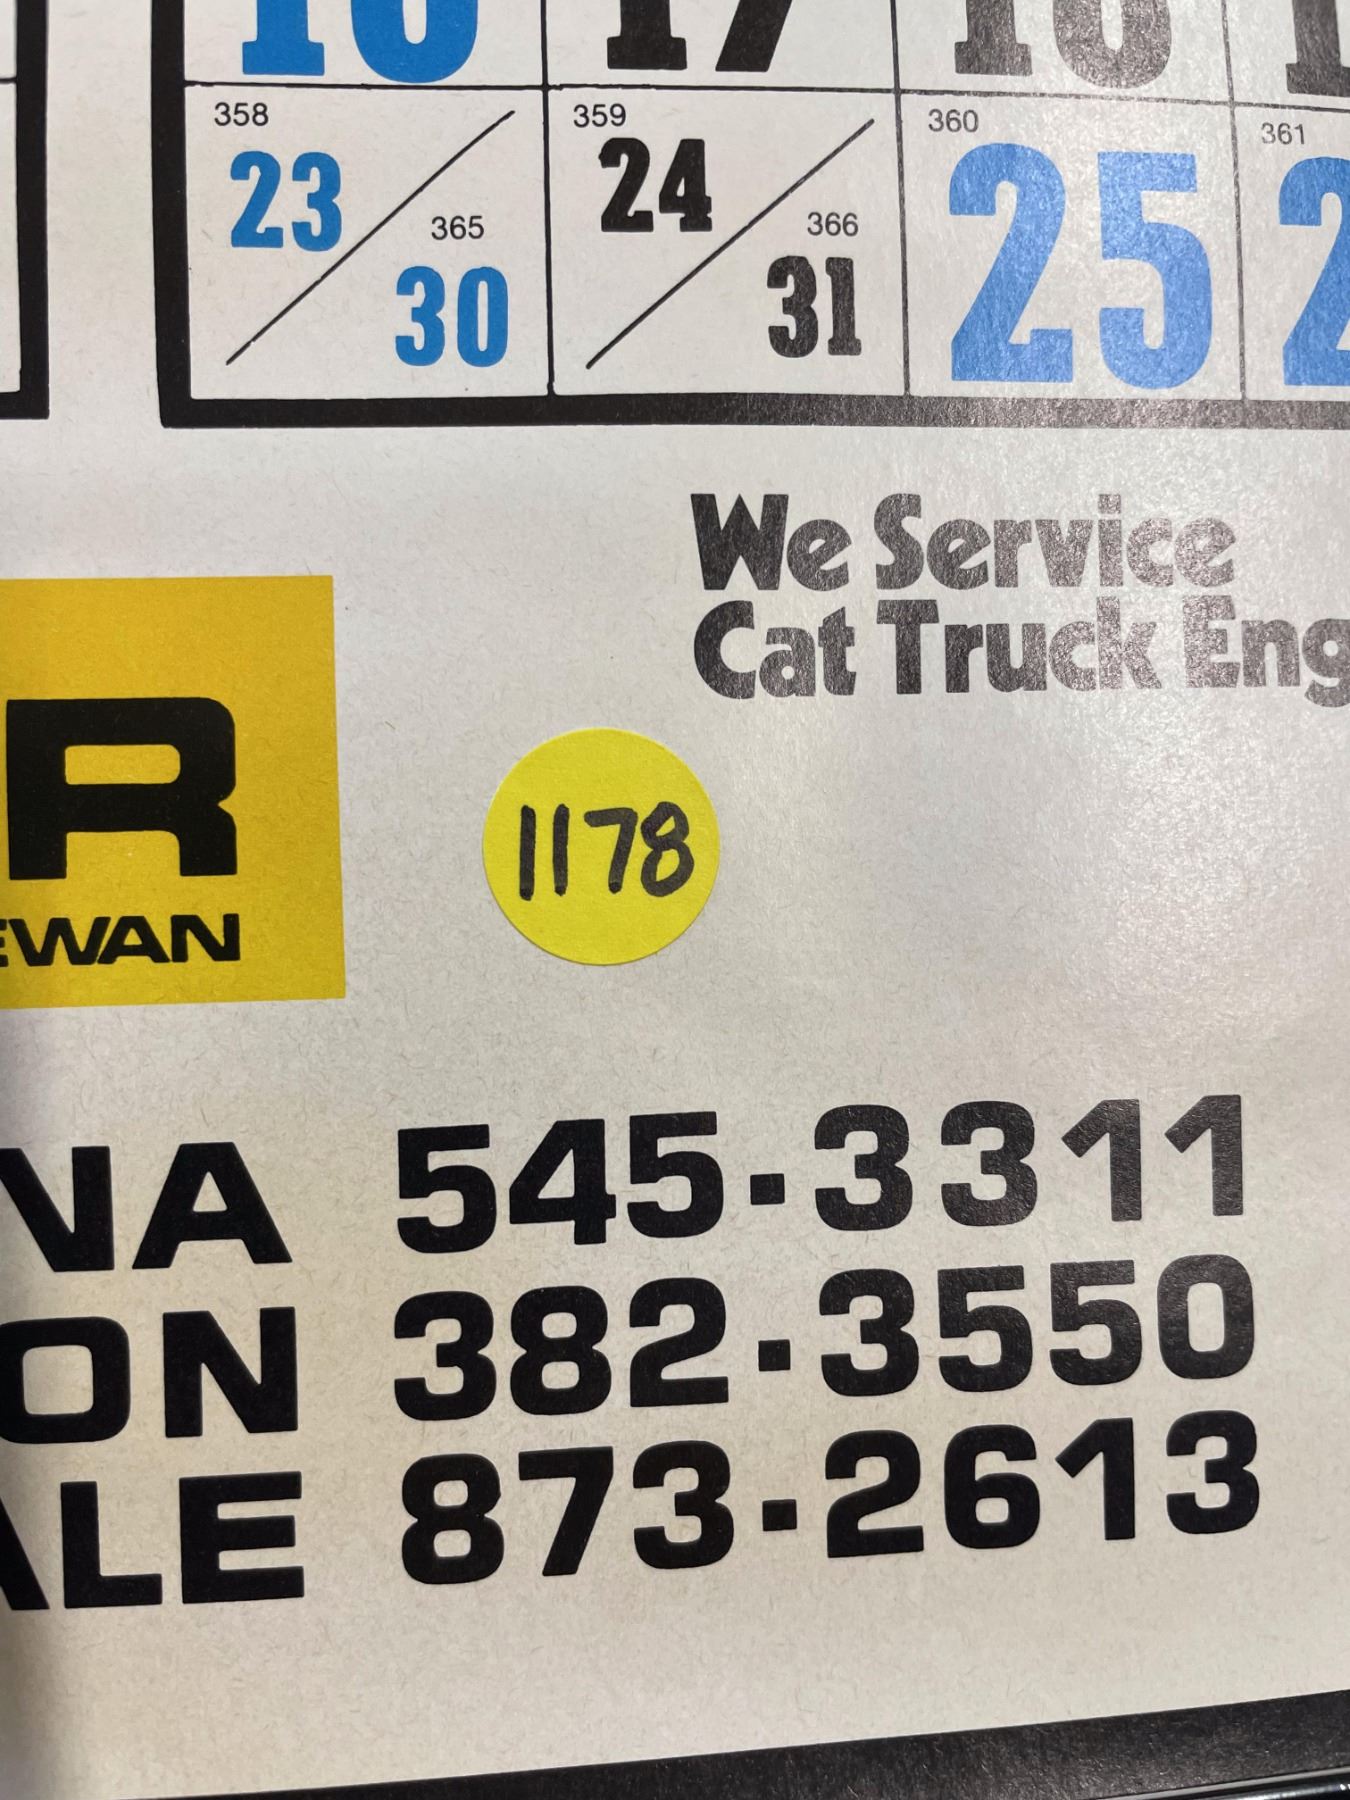 17
358 359 360 361
23 24 25
365 366
30 31
We Service
Cat Truck Eng
R
EWAN
1178
NA 545-3311
ON 382-3550
ALE 873-2613